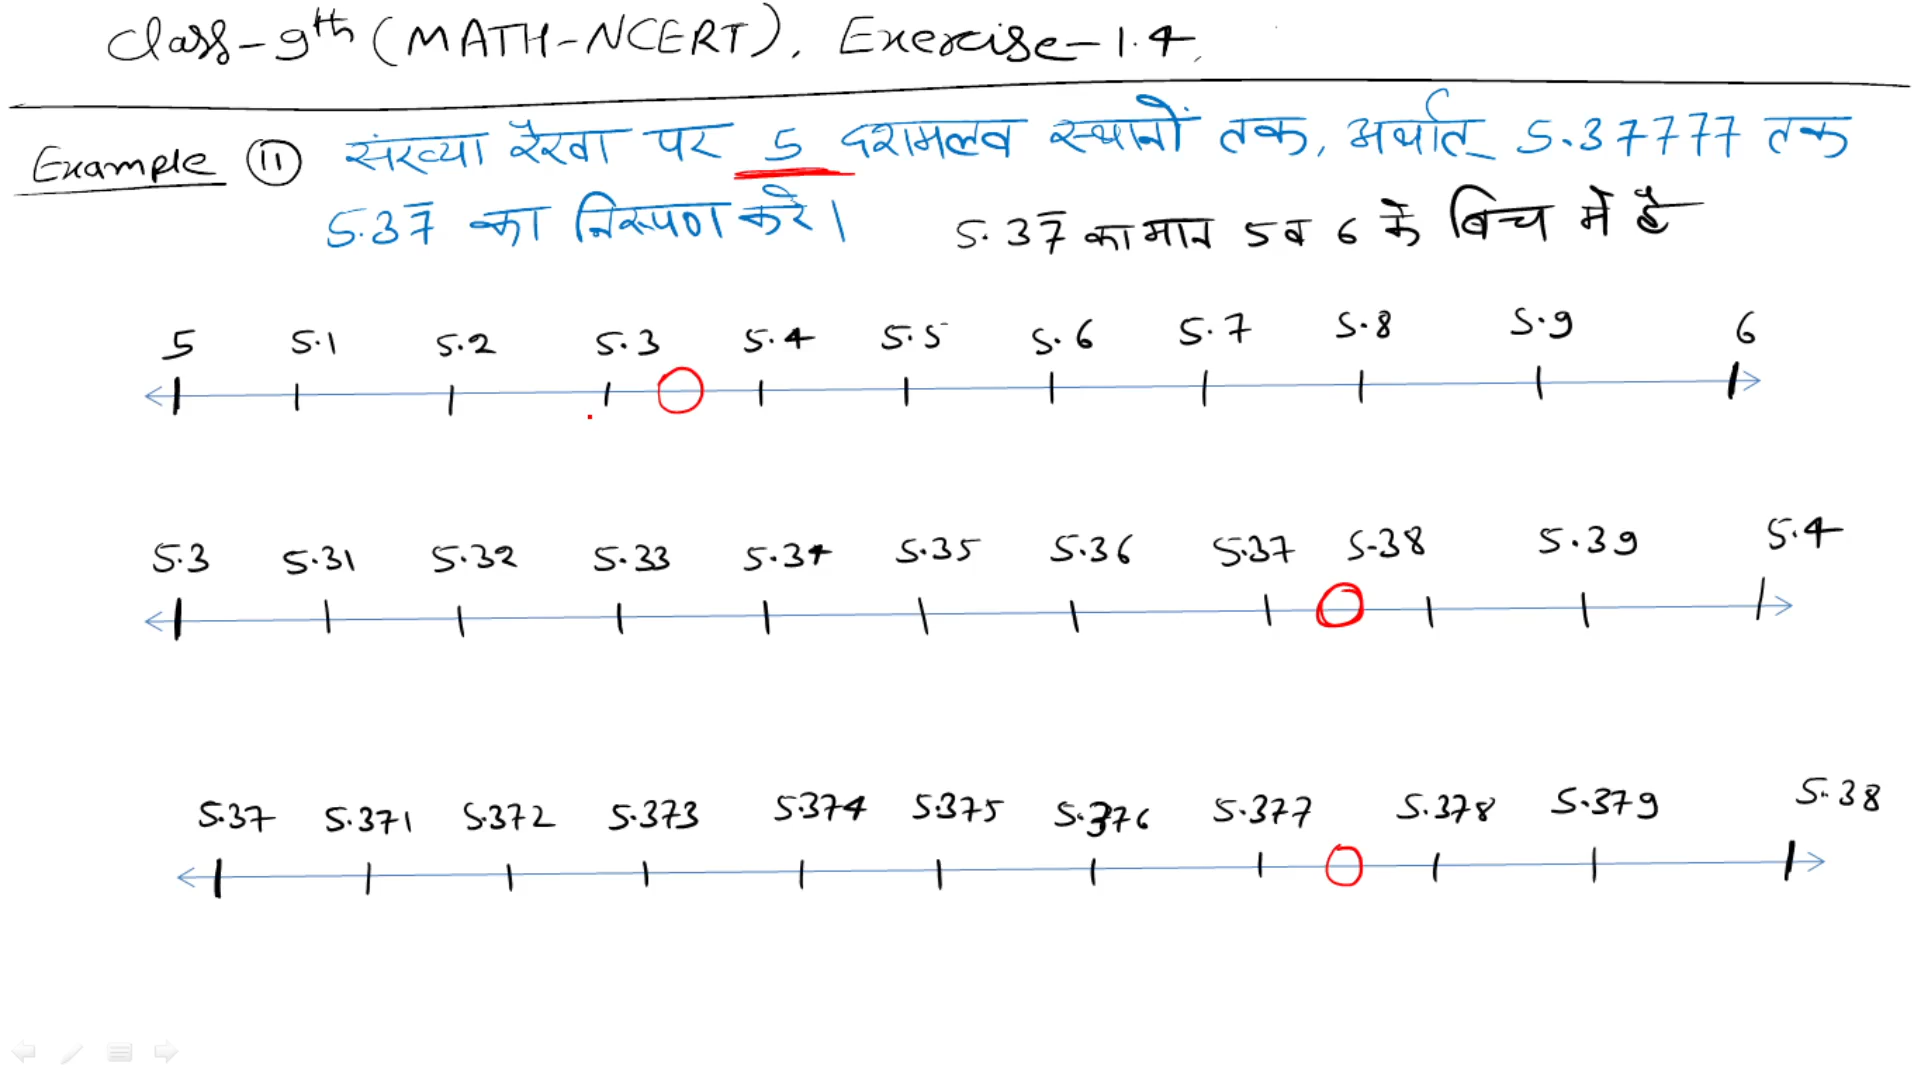 Class-9th (MATH-NCERT), Exercise-1.4
Example 11 संख्या रेखा पर 5 दशमलव स्थानों तक, अर्थात् 5.37777 तक
5.37̅ का निरूपण करे। 5.37̅ का मान 5 व 6 के बिच मे है
5 5.1 5.2 5.3 5.4 5.5 5.6 5.7 5.8 5.9 6
5.3 5.31 5.32 5.33 5.34 5.35 5.36 5.37 5.38 5.39 5.4
5.37 5.371 5.372 5.373 5.374 5.375 5.376 5.377 5.378 5.379 5.38